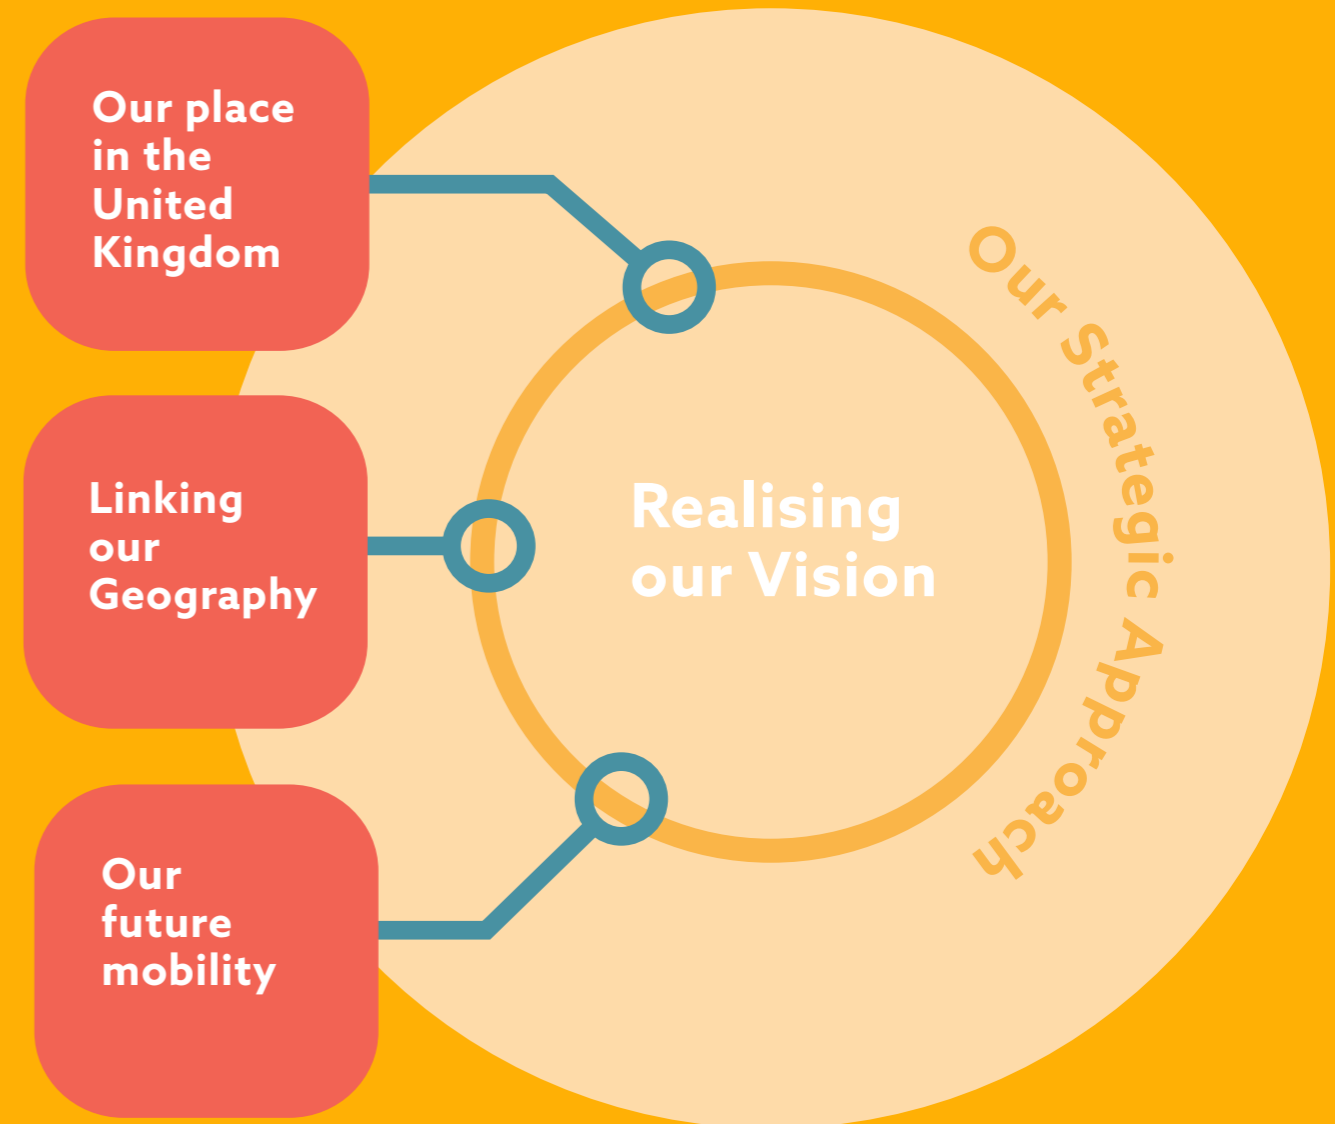 Our place
in the
United
Kingdom
Linking
our
Geography
Our
future
mobility
Realising
our Vision
Our Strategic Approach